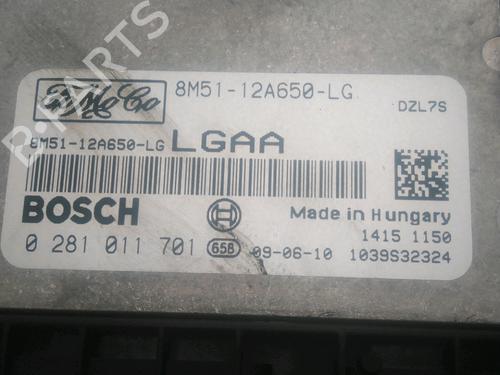 B-PARTS
FoMoCo
8M51-12A650-LG
DZL7S
8M51-12A650-LG LGAA
BOSCH
Made in Hungary
1415 1150
0 281 011 701 658 09-06-10 1039S32324